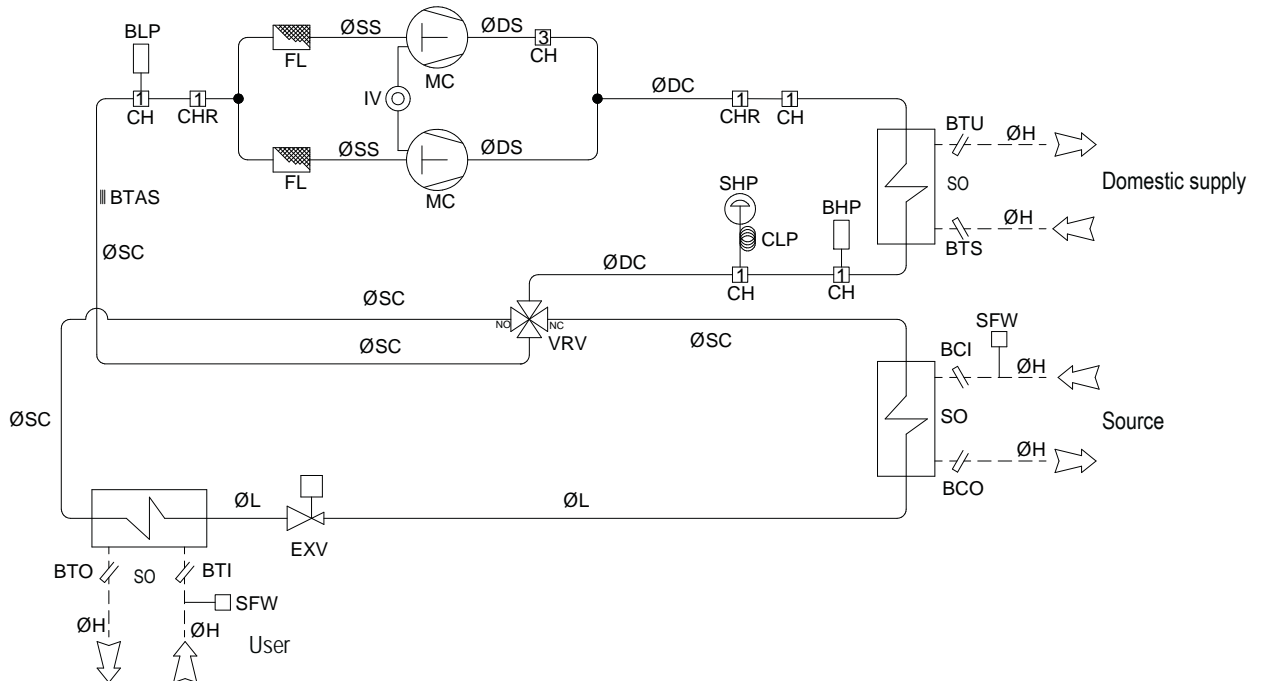 BLP
ØSS
ØDS
3
CH
FL
MC
1
CH
1
CHR
IV
ØDC
1
CHR
1
CH
BTU
ØH
ØSS
ØDS
FL
MC
SO
Domestic supply
BTAS
SHP
BHP
CLP
BTS
ØH
ØSC
ØDC
1
CH
1
CH
ØSC
NO
NC
VRV
ØSC
ØSC
SFW
BCI
ØH
ØSC
SO
Source
ØH
BCO
ØL
ØL
EXV
BTO
SO
BTI
SFW
ØH
ØH
User